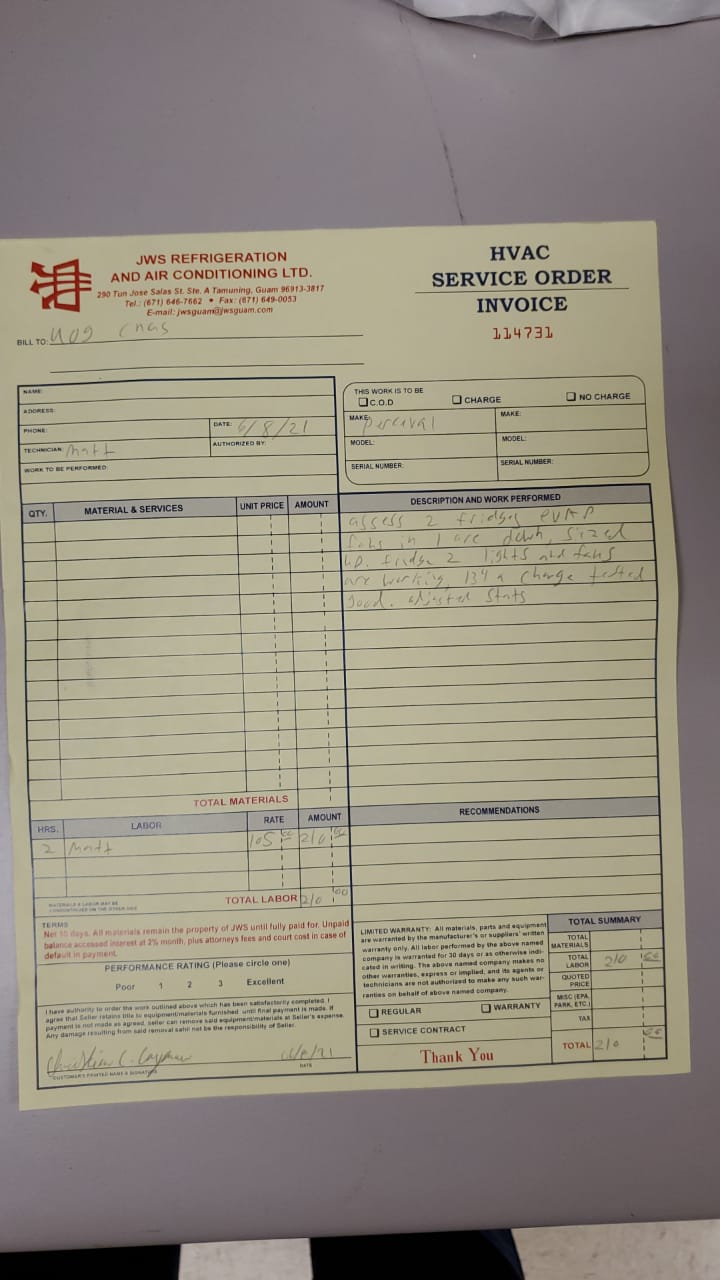 JWS REFRIGERATION
AND AIR CONDITIONING LTD.
290 Tun Jose Salas St. Ste. A Tamuning, Guam 96913-3817
Tel.: (671) 646-7662 • Fax: (671) 649-0053
E-mail: jwsguam@jwsguam.com
HVAC
SERVICE ORDER
INVOICE
114731
BILL TO: uog cnas
NAME:
ADDRESS:
PHONE:
DATE: 6/8/21
TECHNICIAN: Matt
AUTHORIZED BY:
WORK TO BE PERFORMED:
THIS WORK IS TO BE
C.O.D
CHARGE
NO CHARGE
MAKE: percival
MAKE:
MODEL:
MODEL:
SERIAL NUMBER:
SERIAL NUMBER:
QTY. MATERIAL & SERVICES UNIT PRICE AMOUNT
DESCRIPTION AND WORK PERFORMED
assess 2 fridges evap
fans in 1 are down, sized
up. fridge 2 lights and fans
are working, 134a charge tested
good. adjusted stats
TOTAL MATERIALS
HRS. LABOR RATE AMOUNT
2 Matt 105 00 210 00
MATERIALS & LABOR MAY BE
CONTINUED ON THE OTHER SIDE
TOTAL LABOR 210 00
RECOMMENDATIONS
TERMS
Net 10 days. All materials remain the property of JWS until fully paid for. Unpaid
balance accessed interest at 2% month, plus attorneys fees and court cost in case of
default in payment.
PERFORMANCE RATING (Please circle one)
Poor 1 2 3 Excellent
I have authority to order the work outlined above which has been satisfactorily completed. I
agree that Seller retains title to equipment/materials furnished until final payment is made. If
payment is not made as agreed, seller can remove said equipment/materials at Seller's expense.
Any damage resulting from said removal sahll not be the responsibility of Seller.
CUSTOMER'S PRINTED NAME & SIGNATURE
DATE
LIMITED WARRANTY: All materials, parts and equipment
are warranted by the manufacturer's or suppliers' written
warranty only. All labor performed by the above named
company is warranted for 30 days or as otherwise indi-
cated in writing. The above named company makes no
other warranties, express or implied, and its agents or
technicians are not authorized to make any such war-
ranties on behalf of above named company.
REGULAR
WARRANTY
SERVICE CONTRACT
Thank You
TOTAL SUMMARY
TOTAL MATERIALS
TOTAL LABOR 210 00
QUOTED PRICE
MISC (EPA, PARK, ETC.)
TAX
TOTAL 210 00